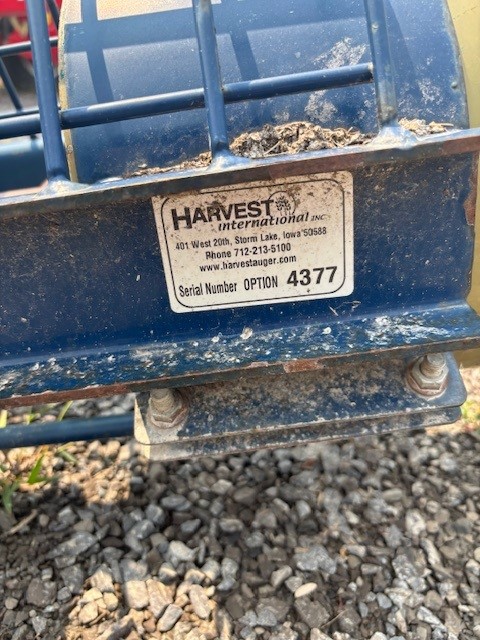 HARVEST
international INC
401 West 20th, Storm Lake, Iowa 50588
Phone 712-213-5100
www.harvestauger.com
Serial Number OPTION 4377